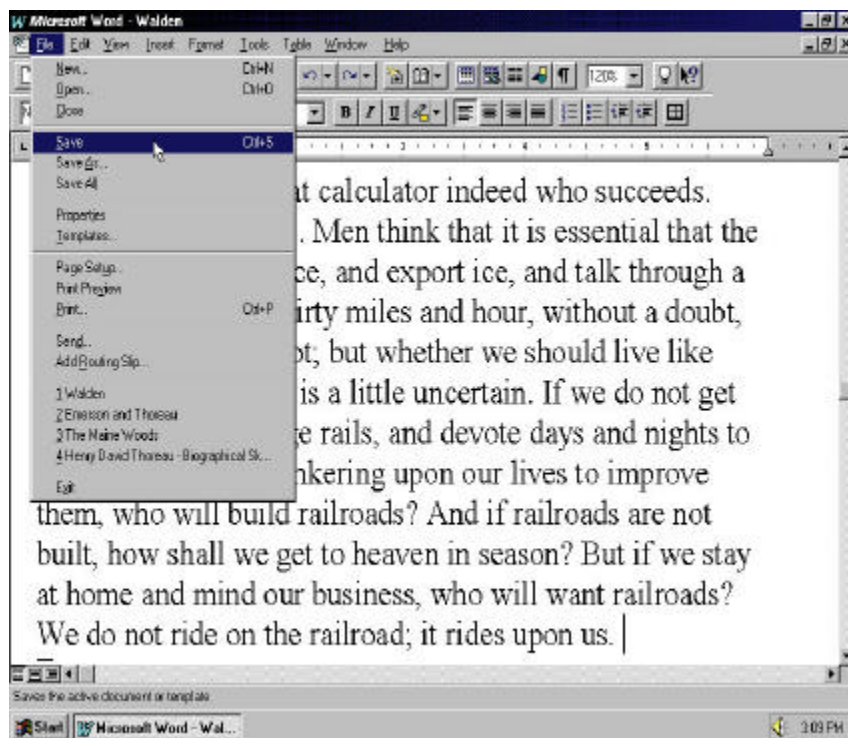 Microsoft Word - Walden
File Edit View Insert Format Tools Table Window Help
New... Ctrl+N
Open... Ctrl+O
Close
120%
B I U
Save Ctrl+S
Save As...
Save All
Properties
Templates...
Page Setup...
Print Preview
Print... Ctrl+P
Send...
Add Routing Slip...
1 Walden
2 Emerson and Thoreau
3 The Maine Woods
4 Henry David Thoreau - Biographical Sk...
Exit
at calculator indeed who succeeds.
. Men think that it is essential that the
ce, and export ice, and talk through a
irty miles and hour, without a doubt,
ot; but whether we should live like
is a little uncertain. If we do not get
ge rails, and devote days and nights to
nkering upon our lives to improve
them, who will build railroads? And if railroads are not
built, how shall we get to heaven in season? But if we stay
at home and mind our business, who will want railroads?
We do not ride on the railroad; it rides upon us.
Saves the active document or template
Start Microsoft Word - Wal... 3:09 PM